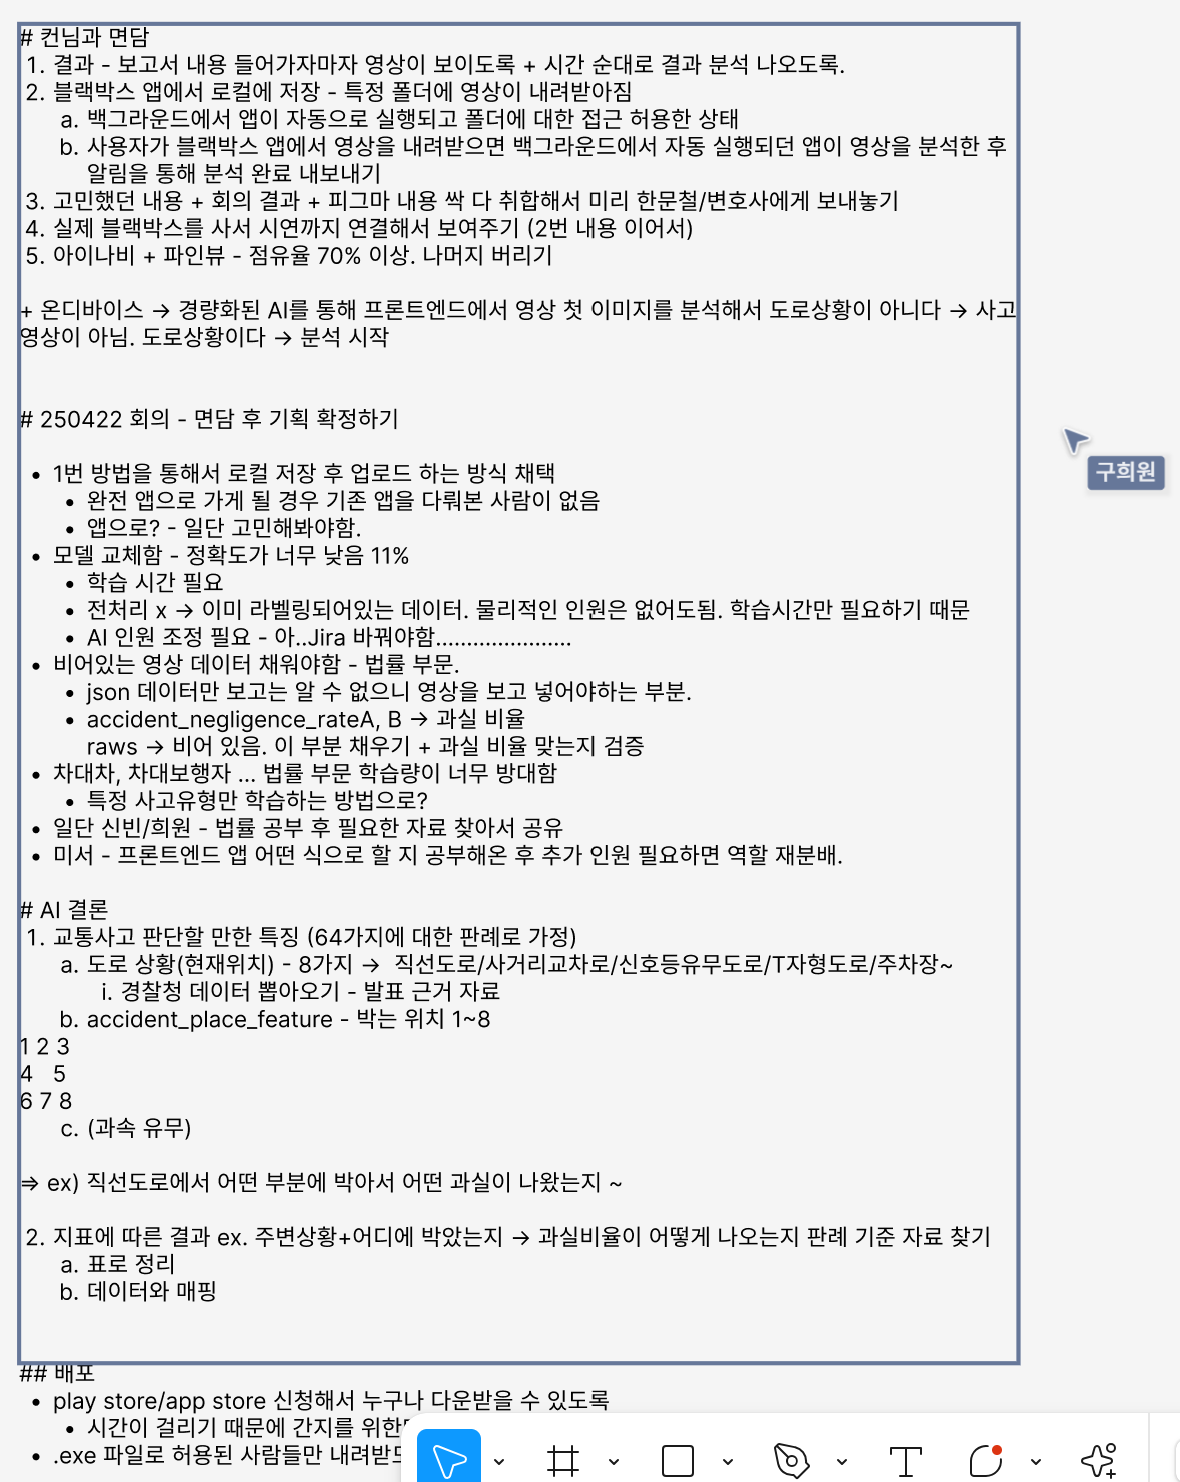 # 컨님과 면담
1. 결과 - 보고서 내용 들어가자마자 영상이 보이도록 + 시간 순대로 결과 분석 나오도록.
2. 블랙박스 앱에서 로컬에 저장 - 특정 폴더에 영상이 내려받아짐
a. 백그라운드에서 앱이 자동으로 실행되고 폴더에 대한 접근 허용한 상태
b. 사용자가 블랙박스 앱에서 영상을 내려받으면 백그라운드에서 자동 실행되던 앱이 영상을 분석한 후
알림을 통해 분석 완료 내보내기
3. 고민했던 내용 + 회의 결과 + 피그마 내용 싹 다 취합해서 미리 한문철/변호사에게 보내놓기
4. 실제 블랙박스를 사서 시연까지 연결해서 보여주기 (2번 내용 이어서)
5. 아이나비 + 파인뷰 - 점유율 70% 이상. 나머지 버리기
+ 온디바이스 → 경량화된 AI를 통해 프론트엔드에서 영상 첫 이미지를 분석해서 도로상황이 아니다 → 사고
영상이 아님. 도로상황이다 → 분석 시작
# 250422 회의 - 면담 후 기획 확정하기
구희원
• 1번 방법을 통해서 로컬 저장 후 업로드 하는 방식 채택
• 완전 앱으로 가게 될 경우 기존 앱을 다뤄본 사람이 없음
• 앱으로? - 일단 고민해봐야함.
• 모델 교체함 - 정확도가 너무 낮음 11%
• 학습 시간 필요
• 전처리 x → 이미 라벨링되어있는 데이터. 물리적인 인원은 없어도됨. 학습시간만 필요하기 때문
• AI 인원 조정 필요 - 아..Jira 바꿔야함......................
• 비어있는 영상 데이터 채워야함 - 법률 부문.
• json 데이터만 보고는 알 수 없으니 영상을 보고 넣어야하는 부분.
• accident_negligence_rateA, B → 과실 비율
raws → 비어 있음. 이 부분 채우기 + 과실 비율 맞는지 검증
• 차대차, 차대보행자 ... 법률 부문 학습량이 너무 방대함
• 특정 사고유형만 학습하는 방법으로?
• 일단 신빈/희원 - 법률 공부 후 필요한 자료 찾아서 공유
• 미서 - 프론트엔드 앱 어떤 식으로 할 지 공부해온 후 추가 인원 필요하면 역할 재분배.
# AI 결론
1. 교통사고 판단할 만한 특징 (64가지에 대한 판례로 가정)
a. 도로 상황(현재위치) - 8가지 → 직선도로/사거리교차로/신호등유무도로/T자형도로/주차장~
i. 경찰청 데이터 뽑아오기 - 발표 근거 자료
b. accident_place_feature - 박는 위치 1~8
1 2 3
4   5
6 7 8
c. (과속 유무)
⇒ ex) 직선도로에서 어떤 부분에 박아서 어떤 과실이 나왔는지 ~
2. 지표에 따른 결과 ex. 주변상황+어디에 박았는지 → 과실비율이 어떻게 나오는지 판례 기준 자료 찾기
a. 표로 정리
b. 데이터와 매핑
## 배포
• play store/app store 신청해서 누구나 다운받을 수 있도록
• 시간이 걸리기 때문에 간지를 위한
• .exe 파일로 허용된 사람들만